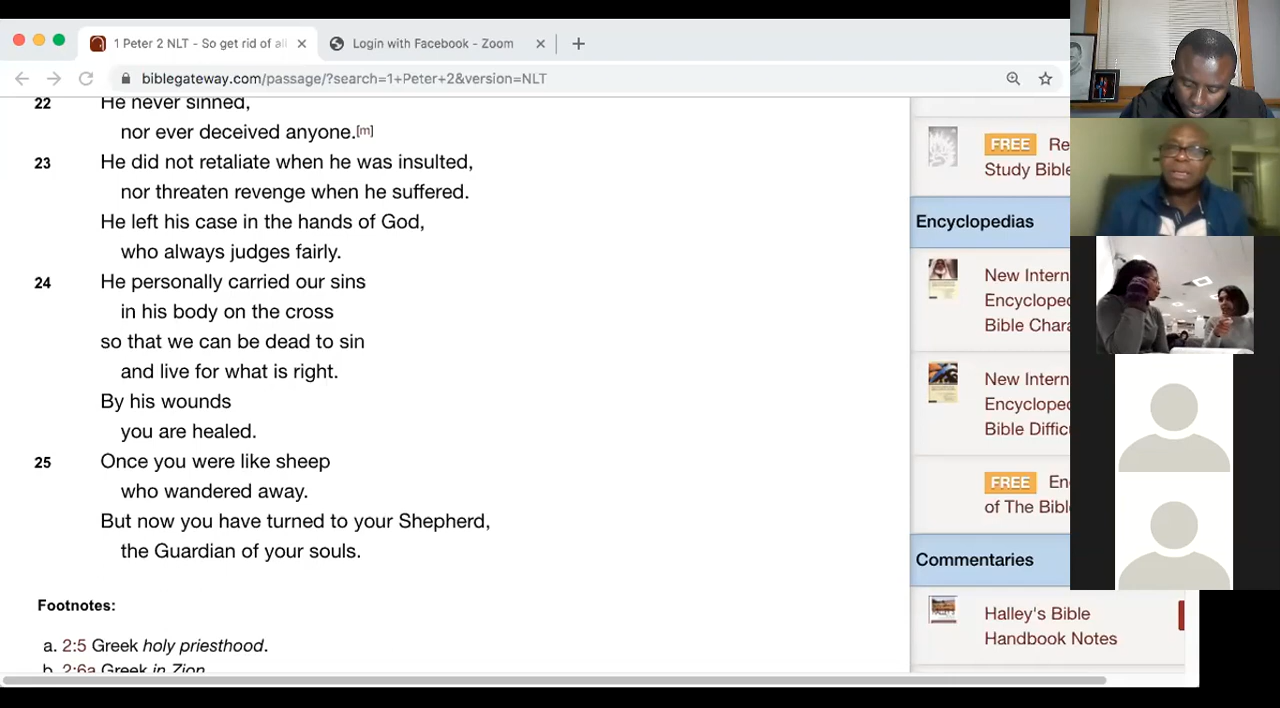 1 Peter 2 NLT - So get rid of all
Login with Facebook - Zoom
biblegateway.com/passage/?search=1+Peter+2&version=NLT
22 He never sinned,
nor ever deceived anyone.[m]
23 He did not retaliate when he was insulted,
nor threaten revenge when he suffered.
He left his case in the hands of God,
who always judges fairly.
24 He personally carried our sins
in his body on the cross
so that we can be dead to sin
and live for what is right.
By his wounds
you are healed.
25 Once you were like sheep
who wandered away.
But now you have turned to your Shepherd,
the Guardian of your souls.
Footnotes:
a. 2:5 Greek holy priesthood.
b. 2:6a Greek in Zion.
FREE Re
Study Bible
Encyclopedias
New Intern
Encycloped
Bible Chara
New Intern
Encycloped
Bible Diffic
FREE En
of The Bibl
Commentaries
Halley's Bible
Handbook Notes